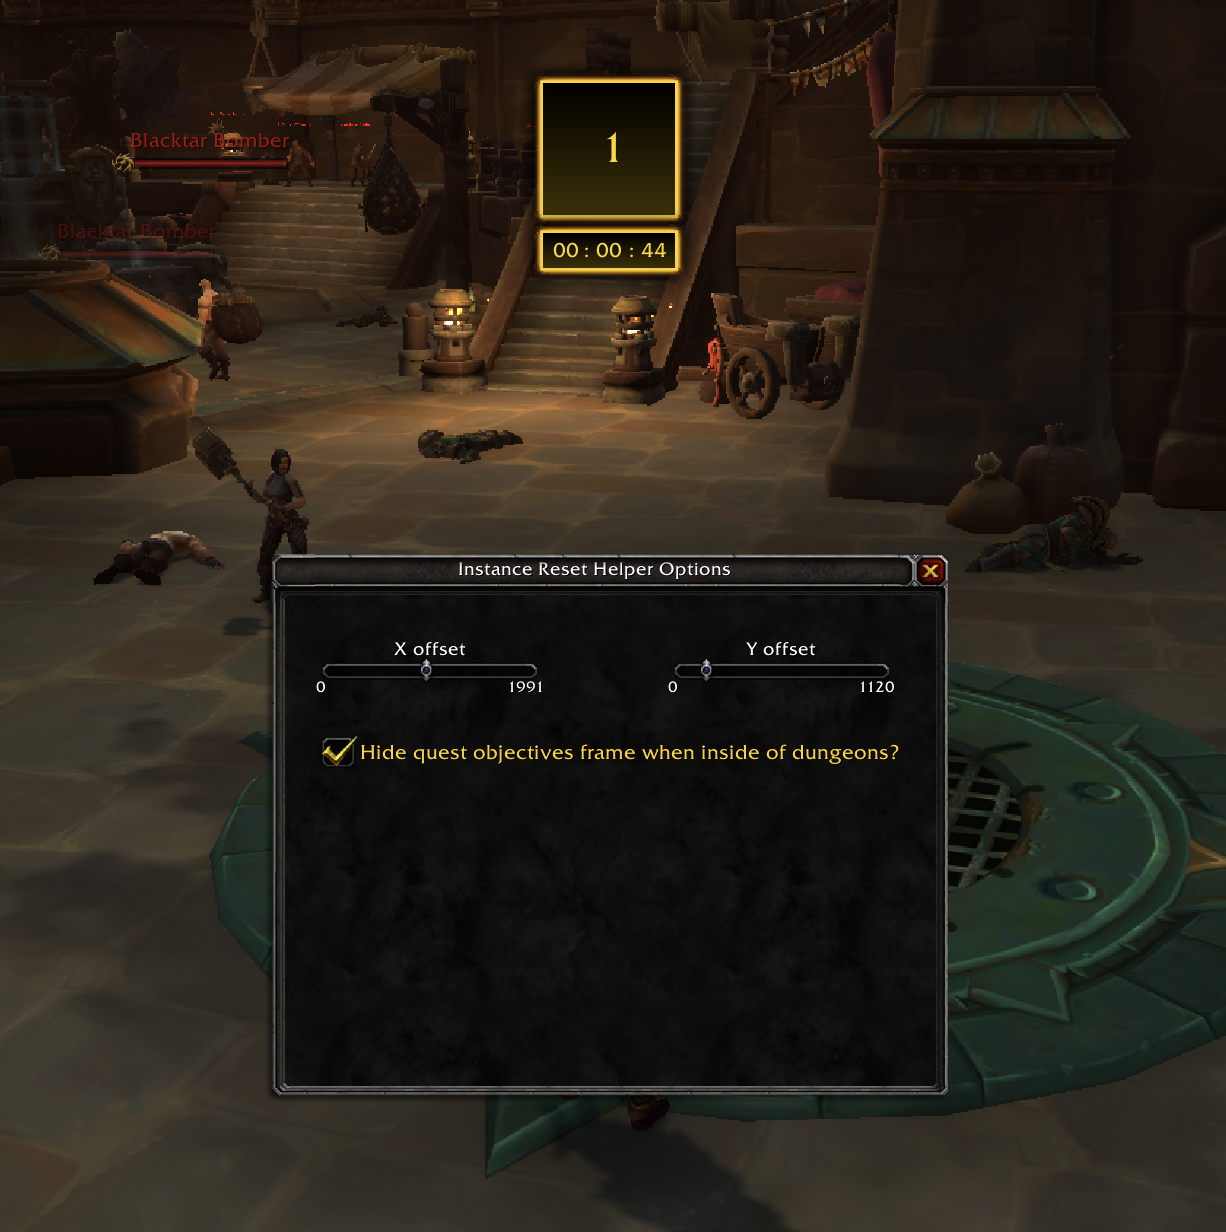 Blacktar Bomber
1
Blacktar Bomber
00 : 00 : 44
Instance Reset Helper Options
X offset
Y offset
0
1991
0
1120
Hide quest objectives frame when inside of dungeons?